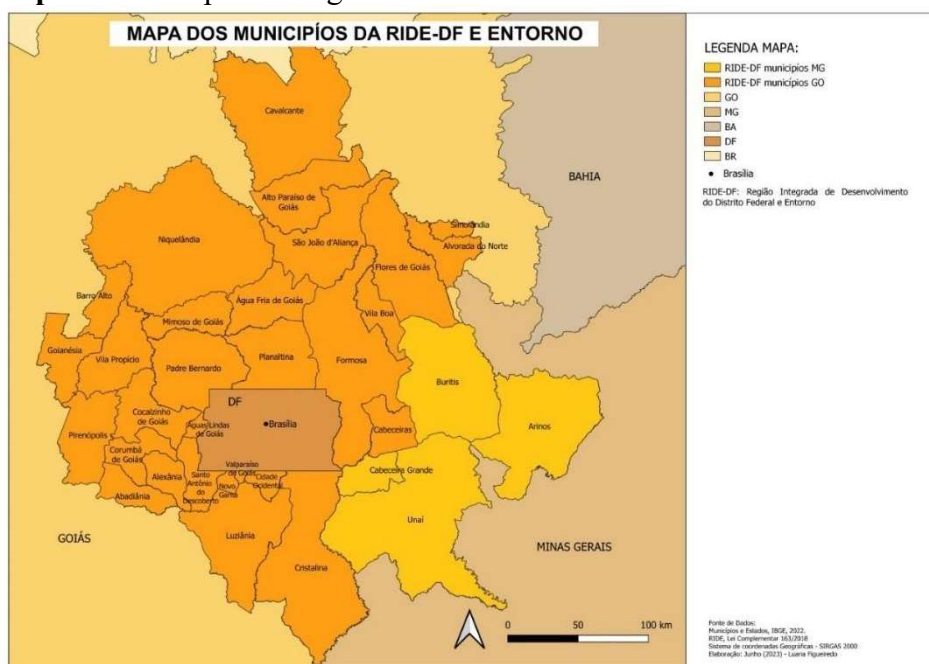 MAPA DOS MUNICIPÍOS DA RIDE-DF E ENTORNO
Cavalcante
Alto Paraíso de
Goiás
Niquelândia
São João d'Aliança
Simolândia
Alvorada do Norte
Flores de Goiás
Barro Alto
Água Fria de Goiás
Mimoso de Goiás
Vila Boa
Goianésia
Vila Propício
Padre Bernardo
Planaltina
Formosa
Buritis
DF
Brasília
Arinos
Pirenópolis
Cocalzinho
de Goiás
Águas Lindas
de Goiás
Cabeceiras
Corumbá
de Goiás
Alexânia
Abadiânia
Santo
Antônio
do
Descoberto
Valparaíso
de Goiás
Novo
Gama
Cidade
Ocidental
Cabeceira Grande
Unaí
Luziânia
Cristalina
GOIÁS
BAHIA
MINAS GERAIS
0 50 100 km
LEGENDA MAPA:
RIDE-DF municipios MG
RIDE-DF municípios GO
GO
MG
BA
DF
BR
Brasília
RIDE-DF: Região Integrada de Desenvolvimento
do Distrito Federal e Entorno
Fonte de Dados:
Municípios e Estados, IBGE, 2022.
RIDE, Lei Complementar 163/2018
Sistema de coordenadas Geográficas - SIRGAS 2000
Elaboração: Junho (2023) - Luana Figueredo